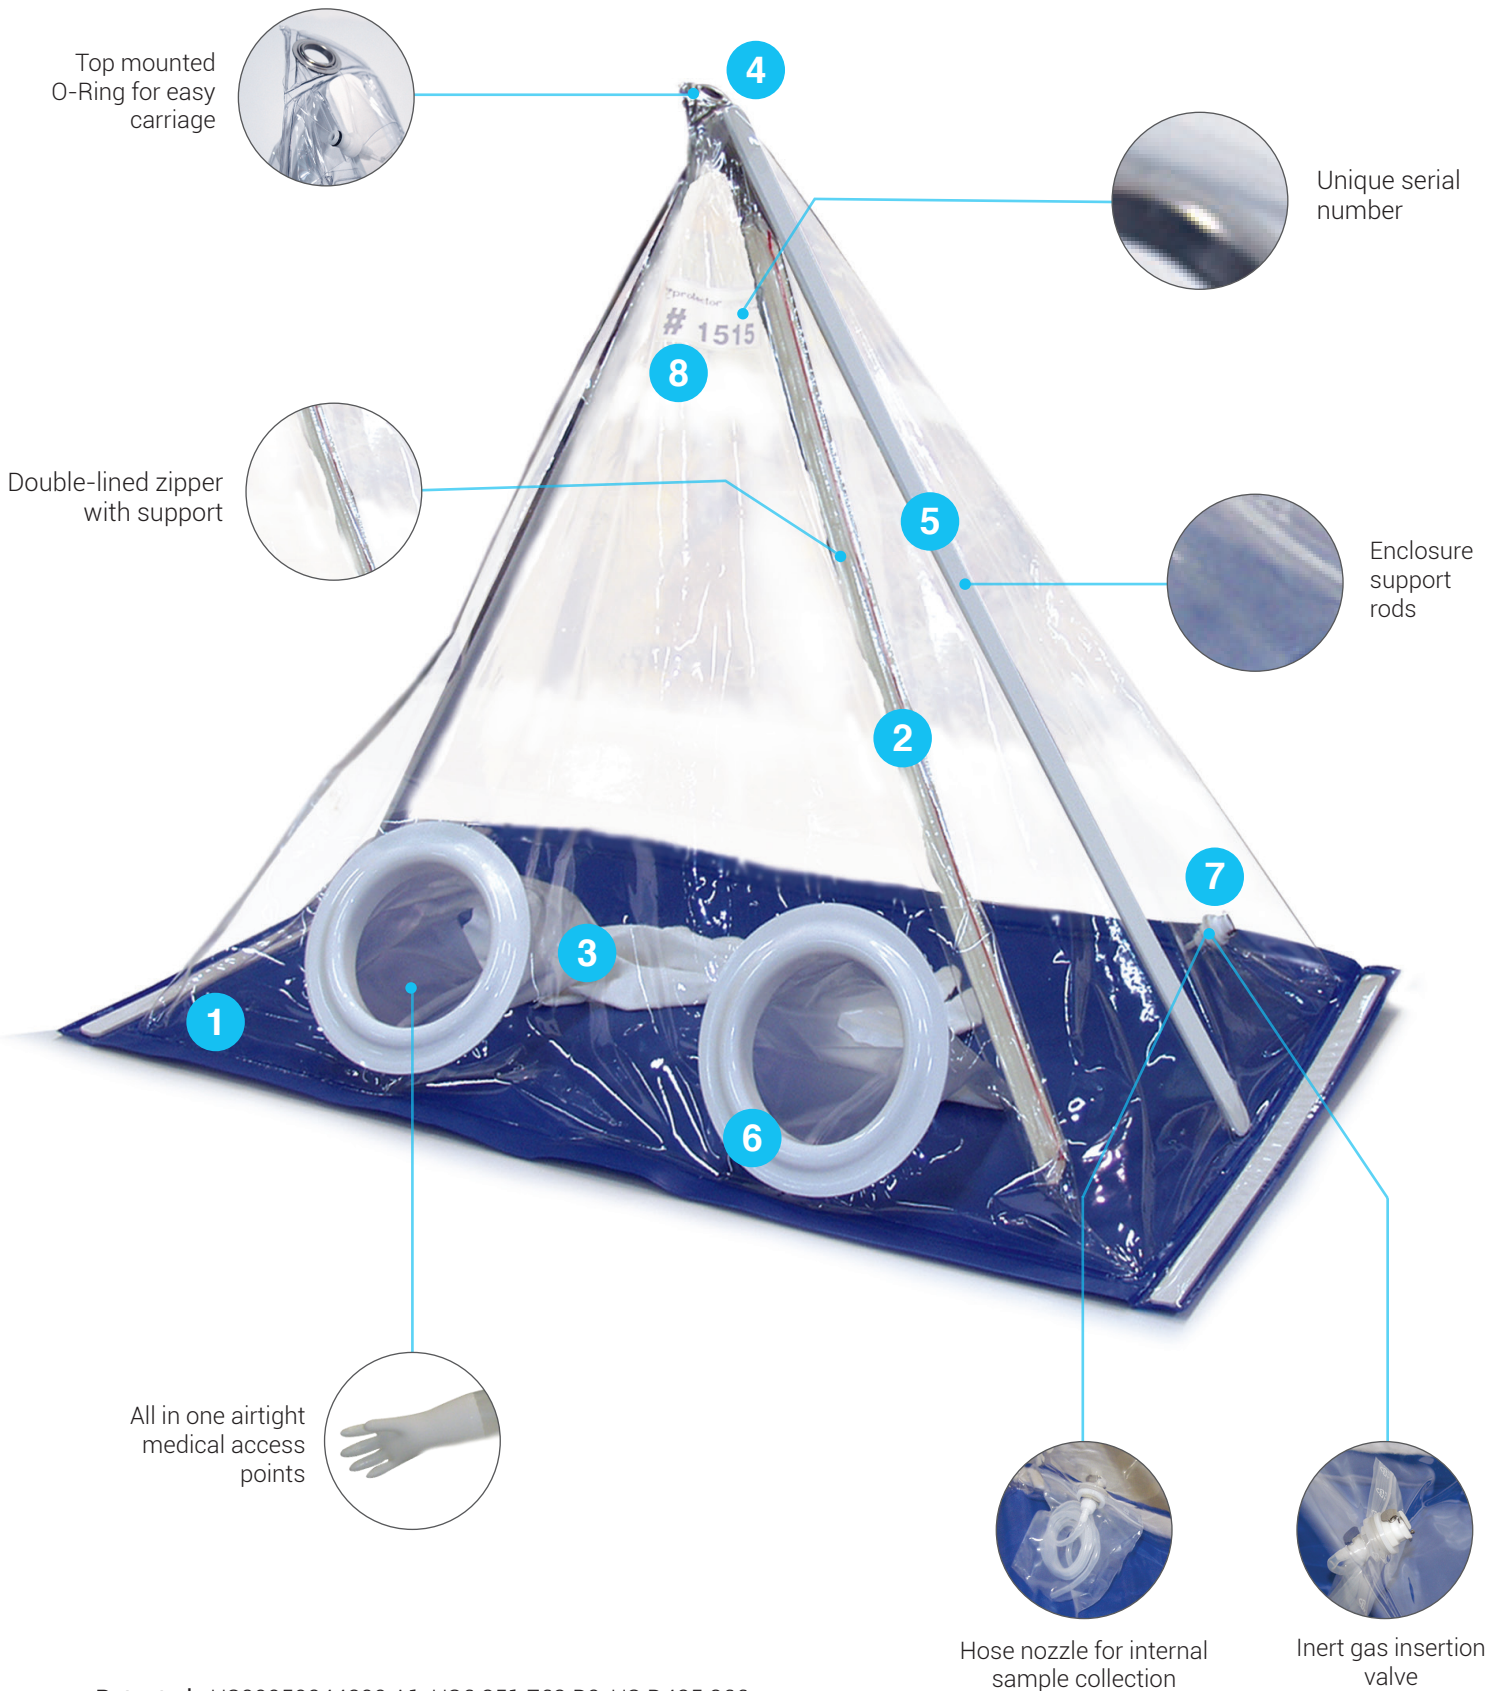 Top mounted
O-Ring for easy
carriage
4
Unique serial
number
protector
# 1515
8
Double-lined zipper
with support
5
Enclosure
support
rods
2
7
3
1
6
All in one airtight
medical access
points
Hose nozzle for internal
sample collection
Inert gas insertion
valve